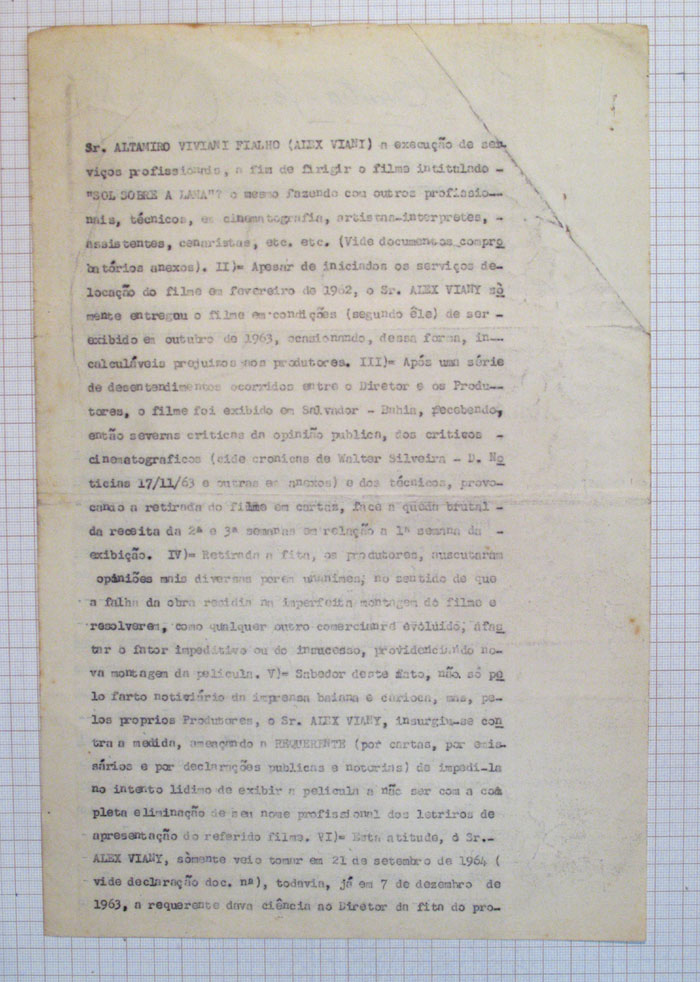 Sr. ALTAMIRO VIVIANI FIALHO (ALEX VIANI) a execução de ser-
viços profissionais, a fim de dirigir o filme intitulado -
"SOL SOBRE A LAMA"? o mesmo fazendo com outros profissio--
nais, técnicos, em cinematografia, artistas-interpretes, -
assistentes, cenaristas, etc. etc. (Vide documentos compro
batórios anexos). II)= Apesar de iniciados os serviços de-
locação do filme em fevereiro de 1962, o Sr. ALEX VIANY sò
mente entregou o filme em condições (segundo êle) de ser -
exibido em outubro de 1963, ocasionando, dessa forma, in--
calculáveis prejuizos aos produtores. III)= Após uma série
de desentendimentos ocorridos entre o Diretor e os Produ--
tores, o filme foi exibido em Salvador - Bahia, recebendo,
então severas criticas da opinião publica, dos criticos -
cinematograficos (vide cronicas de Walter Silveira - D. No
ticias 17/11/63 e outras em anexos) e dos técnicos, provo-
cando a retirada do filme em cartas, face a queda brutal-
da receita da 2ª e 3ª semanas em relação a 1ª semana da -
exibição. IV)= Retirada a fita, os produtores, auscutaram
opiniões mais diversas porem unanimes, no sentido de que
a falha da obra residia na imperfeita montagem do filme e
resolverem, como qualquer outro comerciante evoluido, afas
tar o fator impeditivo ou do insucesso, providenciando no-
va montagem da pelicula. V)= Sabedor deste fato, não só pe
lo farto noticiário da imprensa baiana e carioca, mas, pe-
los proprios Produtores, o Sr. ALEX VIANY, insurgiu-se con
tra a medida, ameaçando a REQUERENTE (por cartas, por emis-
sários e por declarações publicas e notorias) de impedi-la
no intento lidimo de exibir a pelicula a não ser com a com
pleta eliminação de seu nome profissional dos letriros de
apresentação do referido filme. VI)= Esta atitude, o Sr.-
ALEX VIANY, sòmente veio tomar em 21 de setembro de 1964 (
vide declaração doc. nª), todavia, já em 7 de dezembro de
1963, a requerente dava ciência ao Diretor da fita do pro-